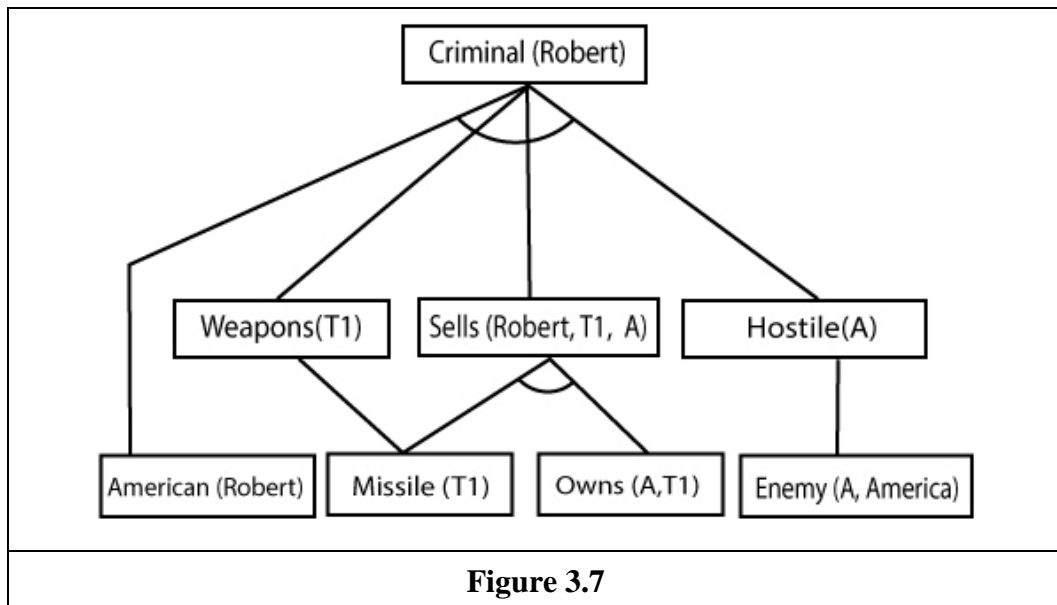 Criminal (Robert)
Weapons(T1)
Sells (Robert, T1, A)
Hostile(A)
American (Robert)
Missile (T1)
Owns (A,T1)
Enemy (A, America)
Figure 3.7